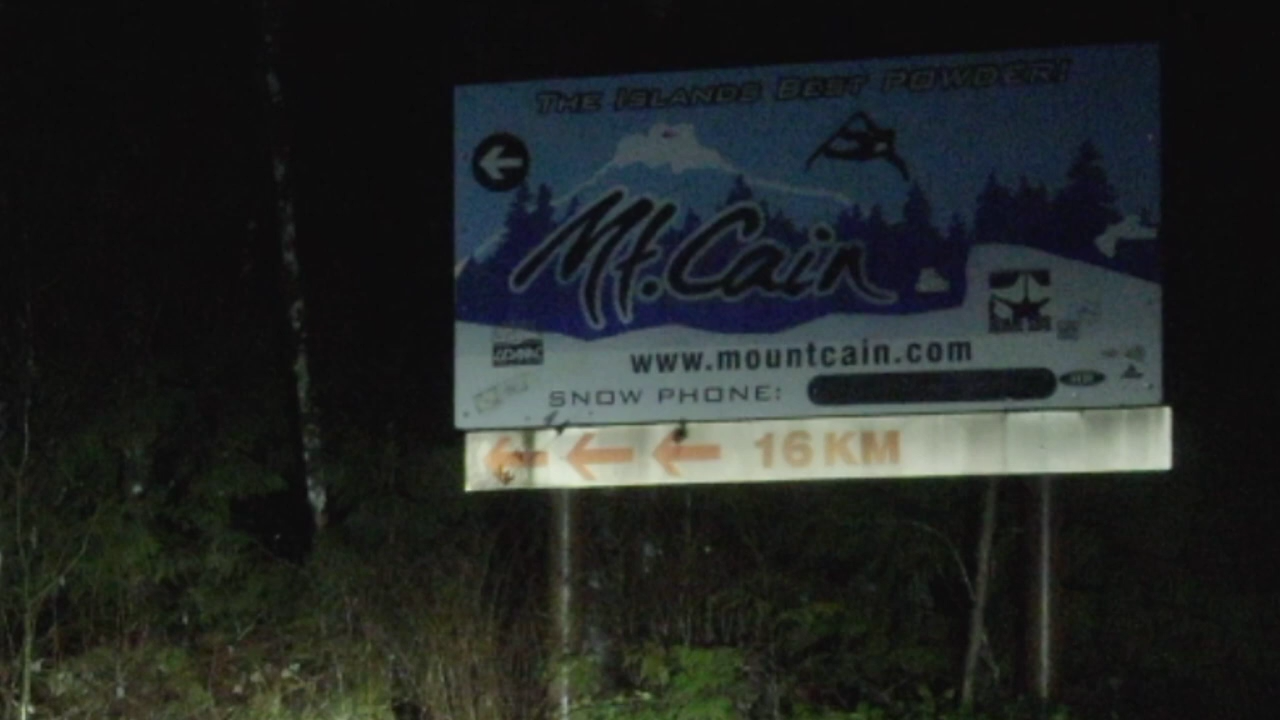 THE ISLANDS BEST POWDER!
Mt. Cain
www.mountcain.com
SNOW PHONE:
16 KM